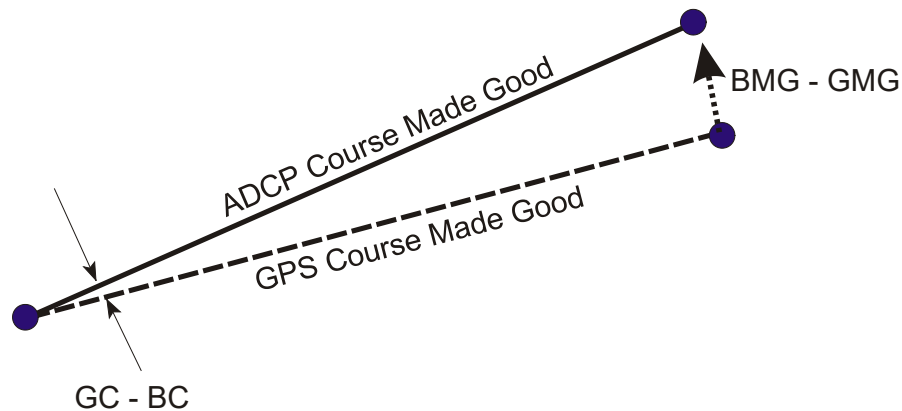 BMG - GMG
ADCP Course Made Good
GPS Course Made Good
GC - BC